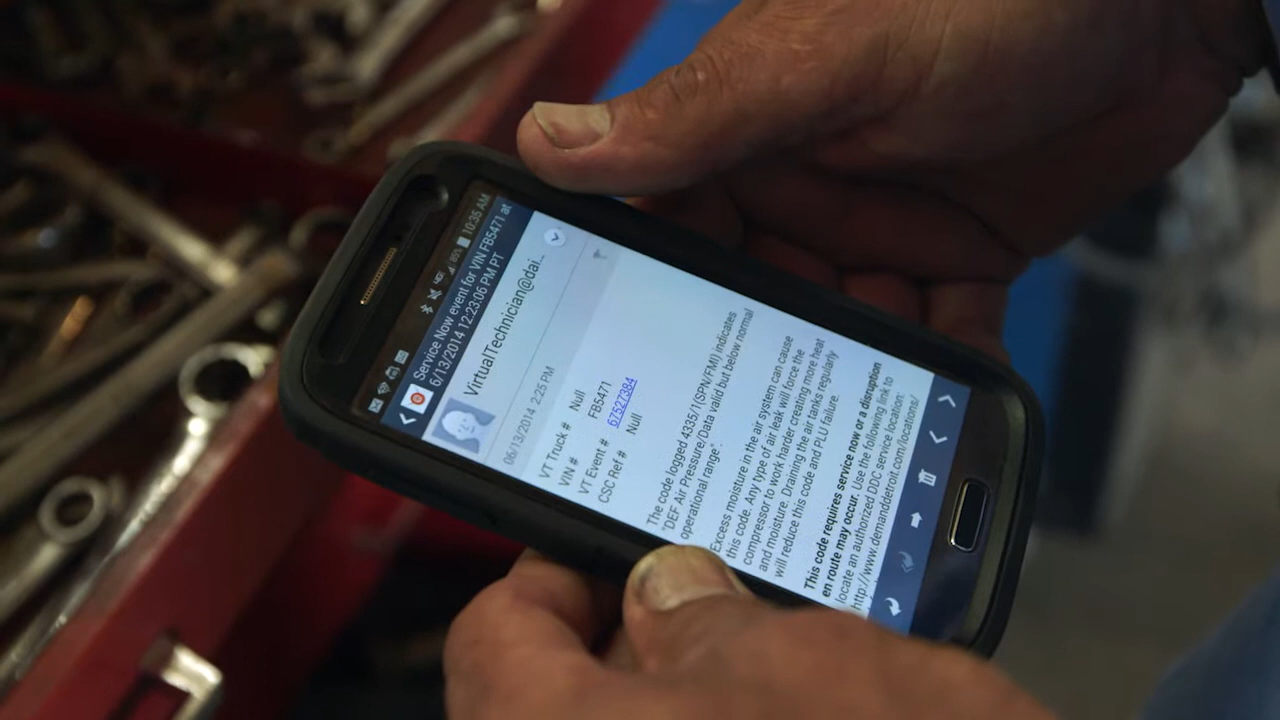 10:35 AM
Service Now event for VIN FB5471 at
6/13/2014 12:23:06 PM PT
VirtualTechnician@dai...
06/13/2014 2:25 PM
VT Truck # Null
VIN # FB5471
VT Event # 67527384
CSC Ref # Null
The code logged 4335/1(SPN/FMI) indicates
"DEF Air Pressure/Data valid but below normal
operational range".
Excess moisture in the air system can cause
this code. Any type of air leak will force the
compressor to work harder creating more heat
and moisture. Draining the air tanks regularly
will reduce this code and PLU failure.
This code requires service now or a disruption
en route may occur. Use the following link to
locate an authorized DDC service location:
http://www.demanddetroit.com/locations/